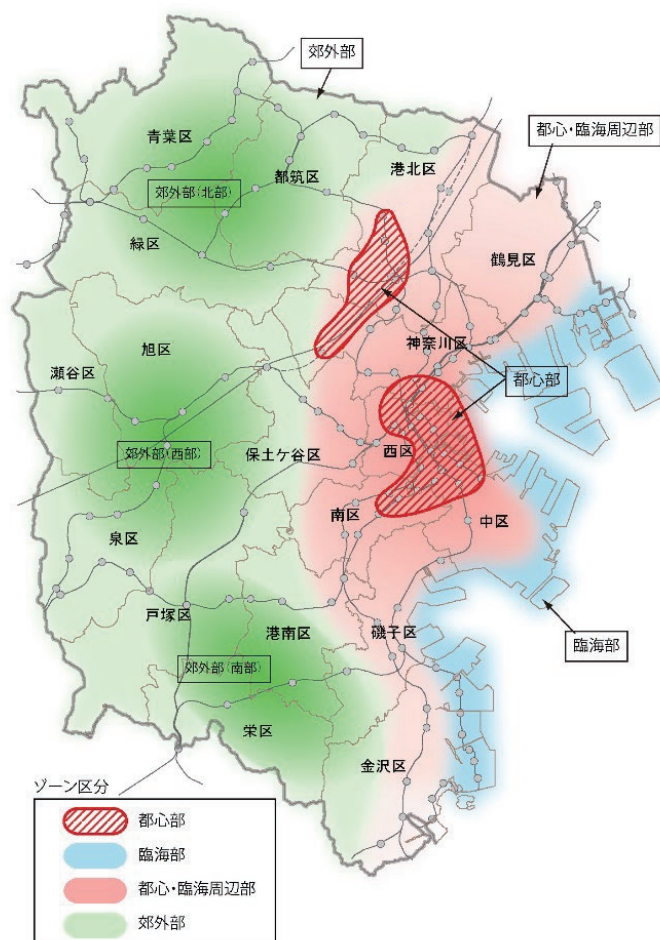 郊外部
都心・臨海周辺部
青葉区
港北区
都筑区
郊外部(北部)
緑区
鶴見区
神奈川区
旭区
瀬谷区
都心部
郊外部(西部)
保土ケ谷区
西区
南区
中区
泉区
戸塚区
港南区
磯子区
臨海部
郊外部(南部)
栄区
金沢区
ゾーン区分
都心部
臨海部
都心・臨海周辺部
郊外部